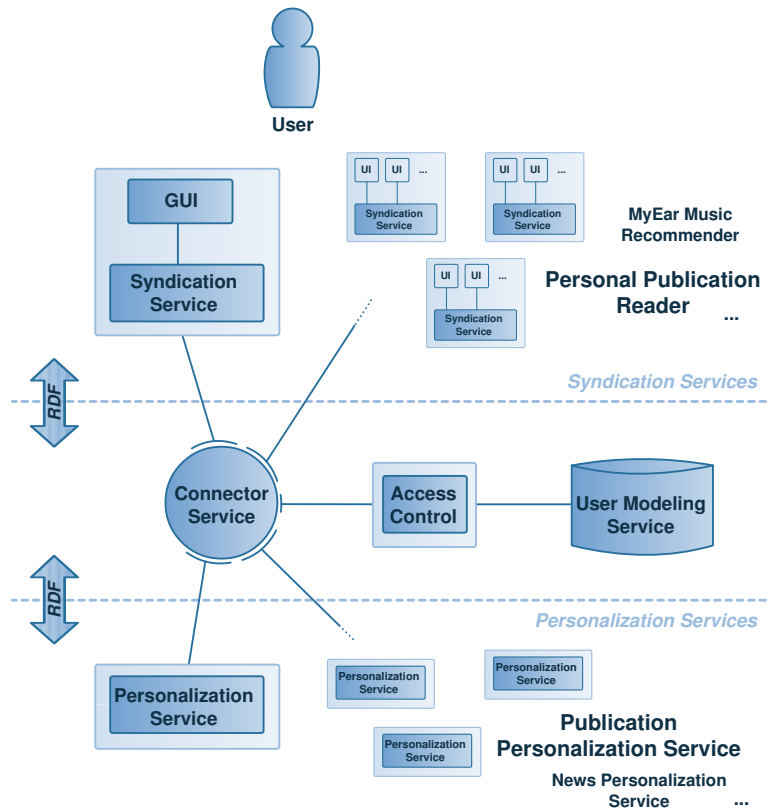 User
GUI
Syndication
Service
UI UI ...
Syndication
Service
UI UI ...
Syndication
Service
MyEar Music
Recommender
UI UI ...
Syndication
Service
Personal Publication
Reader ...
RDF
Syndication Services
Connector
Service
Access
Control
User Modeling
Service
RDF
Personalization Services
Personalization
Service
Personalization
Service
Personalization
Service
Personalization
Service
Publication
Personalization Service
News Personalization
Service ...